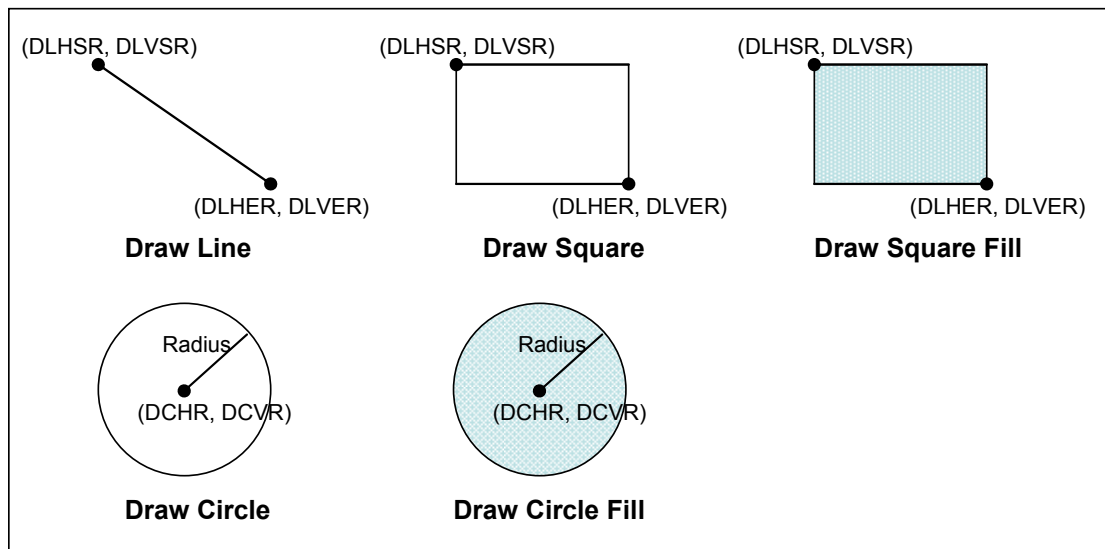 (DLHSR, DLVSR)
(DLHSR, DLVSR)
(DLHSR, DLVSR)
(DLHER, DLVER)
(DLHER, DLVER)
(DLHER, DLVER)
Draw Line
Draw Square
Draw Square Fill
Radius
Radius
(DCHR, DCVR)
(DCHR, DCVR)
Draw Circle
Draw Circle Fill